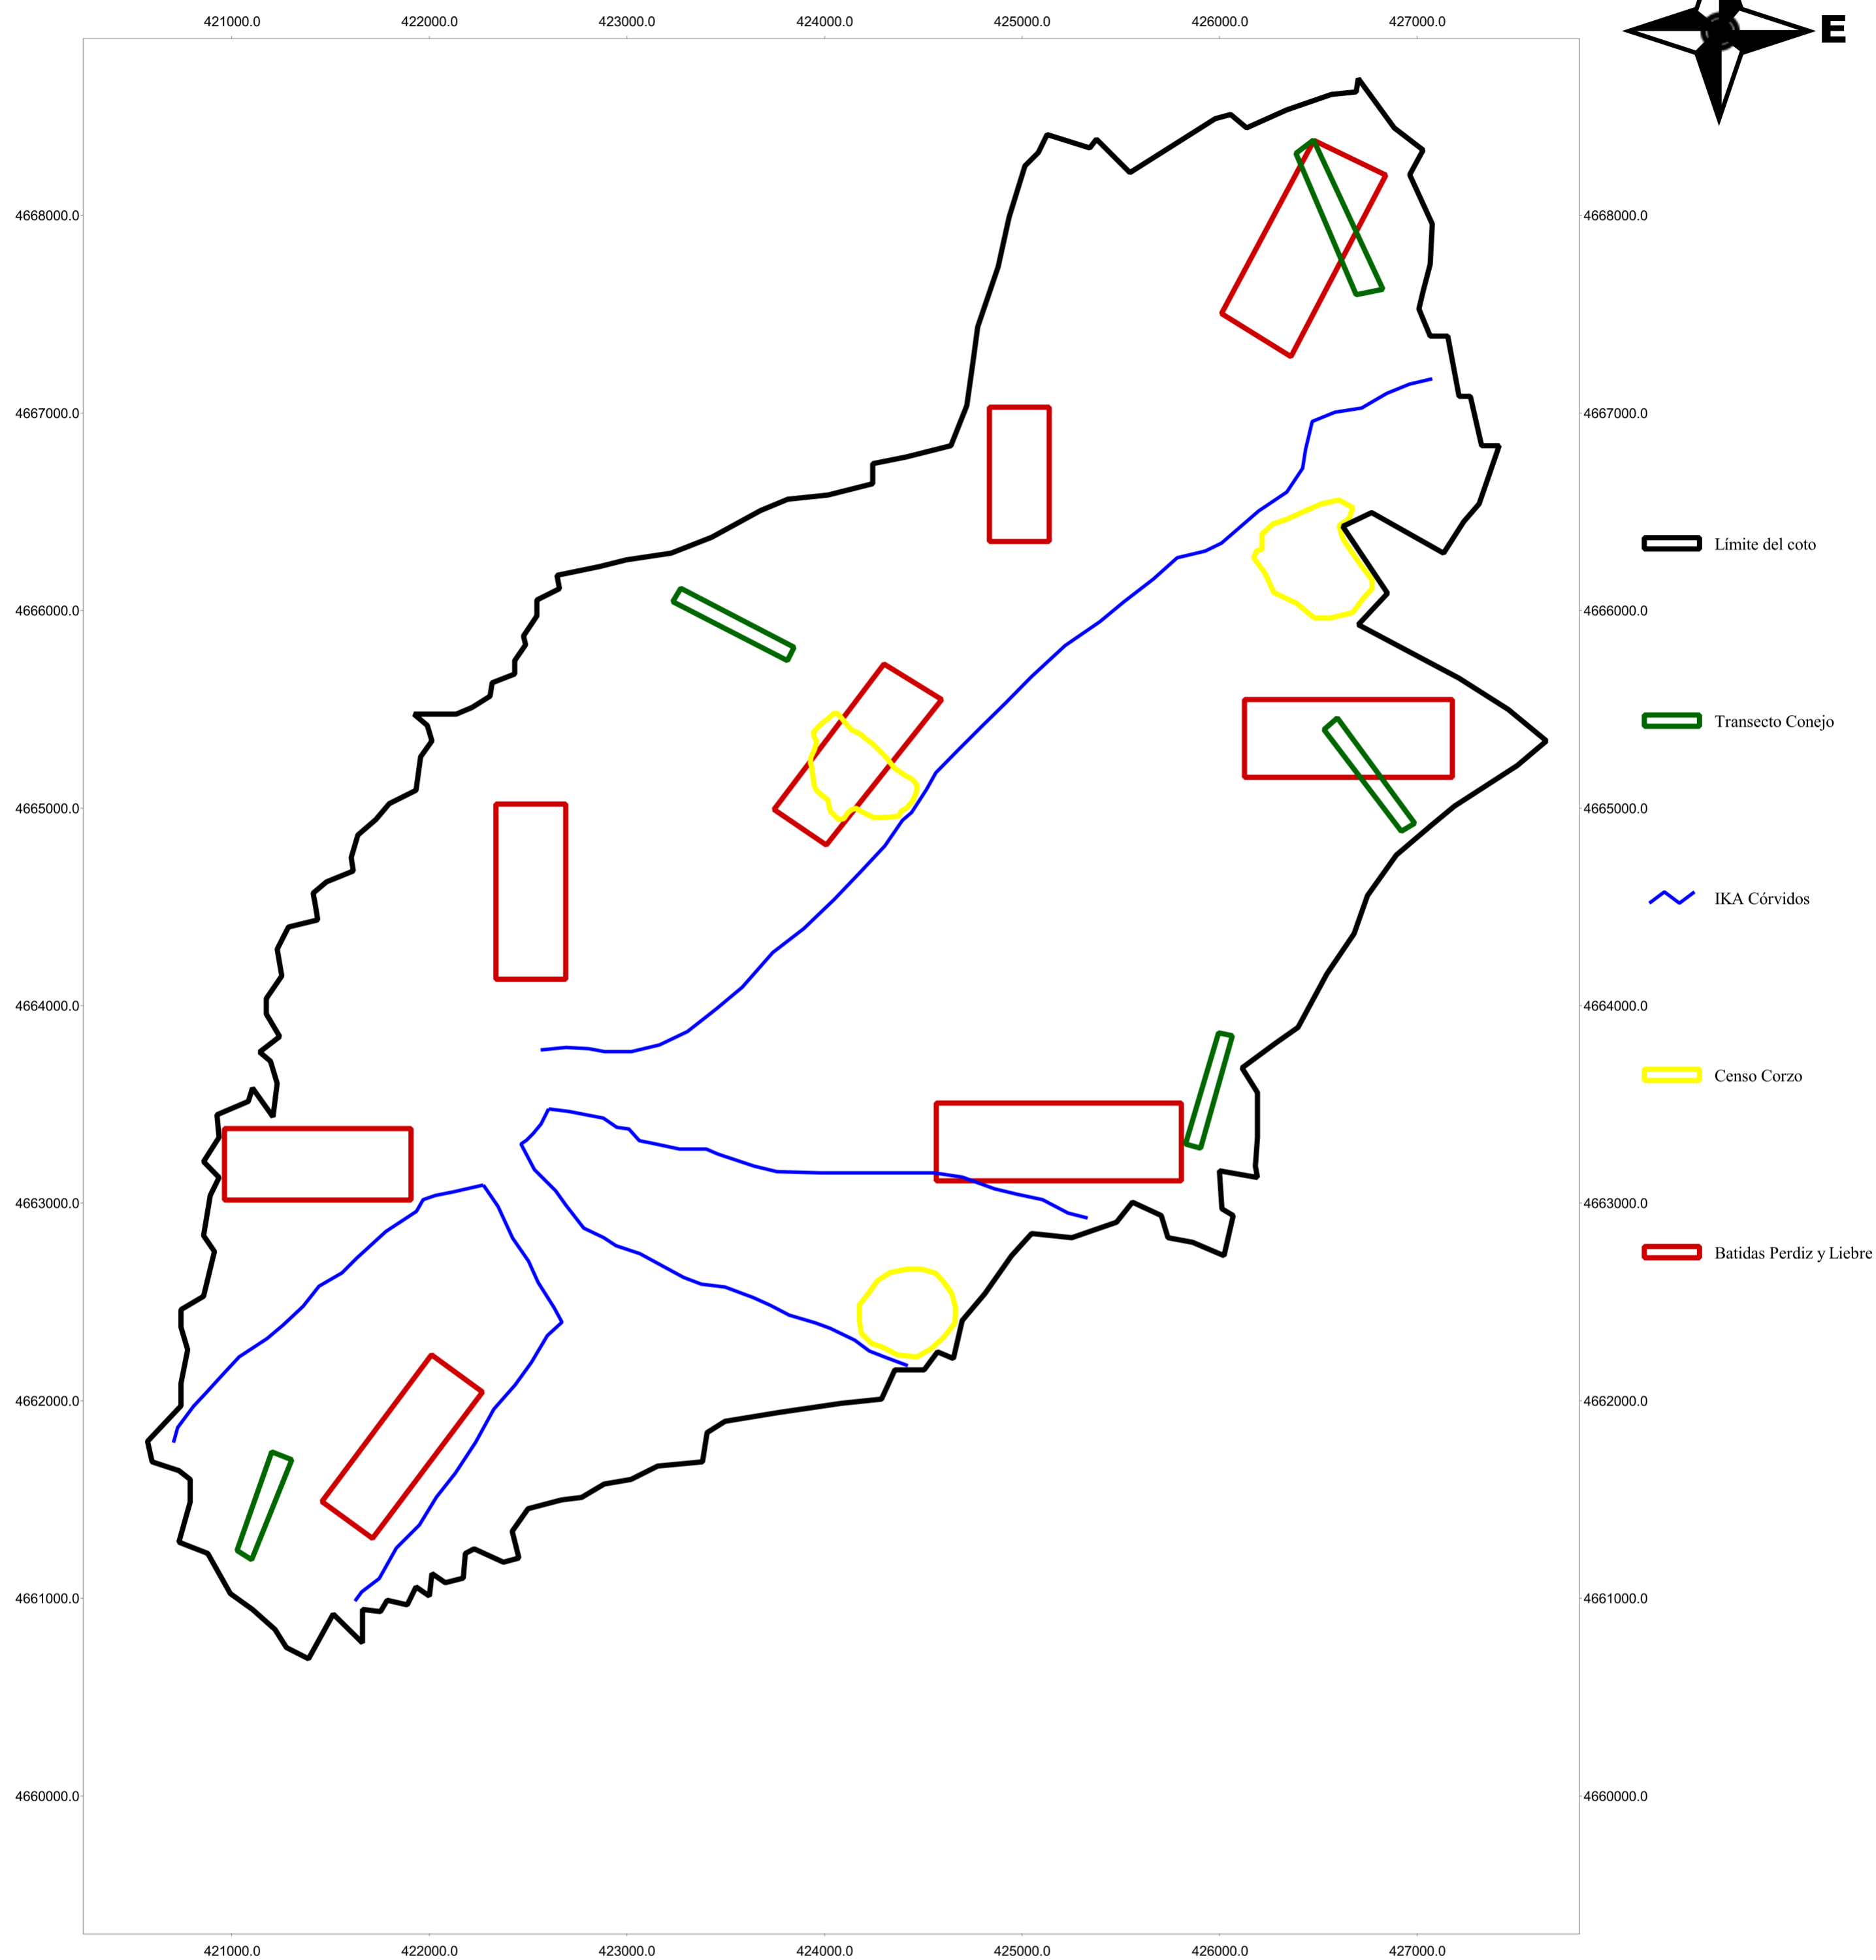 421000.0 422000.0 423000.0 424000.0 425000.0 426000.0 427000.0
E
4668000.0 4668000.0
4667000.0 4667000.0
Límite del coto
4666000.0 4666000.0
Transecto Conejo
4665000.0 4665000.0
IKA Córvidos
4664000.0 4664000.0
Censo Corzo
4663000.0 4663000.0
Batidas Perdiz y Liebre
4662000.0 4662000.0
4661000.0 4661000.0
4660000.0 4660000.0
421000.0 422000.0 423000.0 424000.0 425000.0 426000.0 427000.0